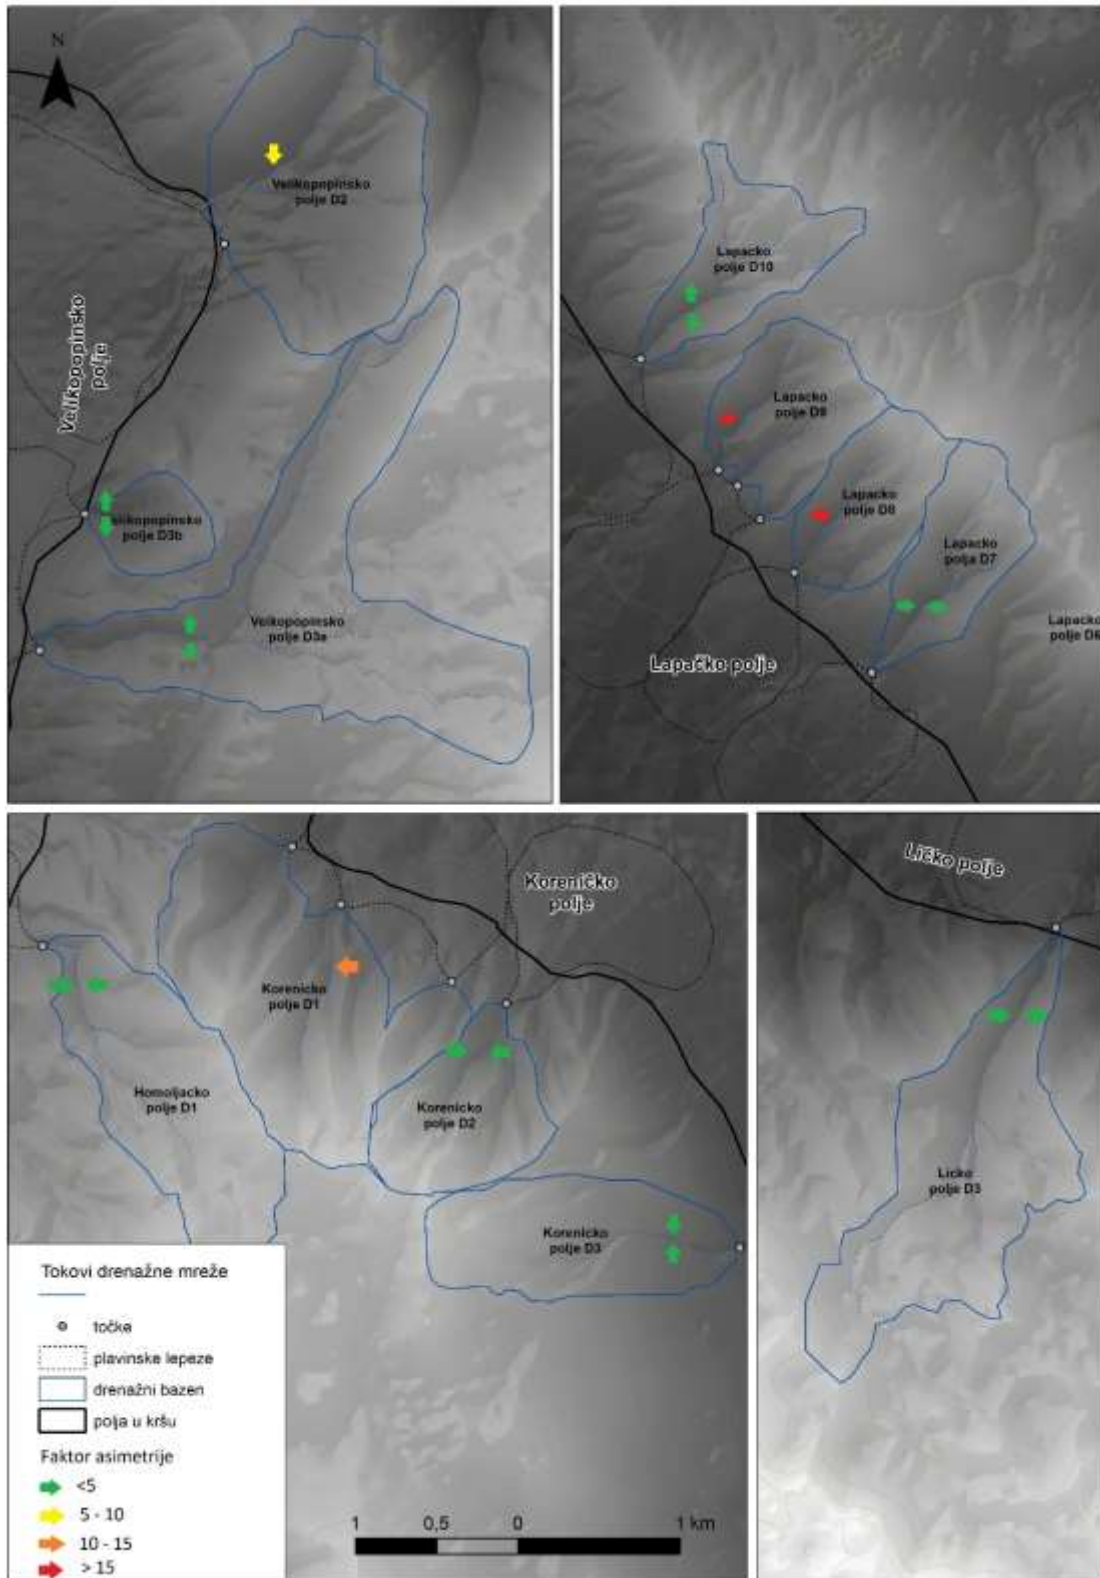 N
Velikopopinsko
polje D2
Velikopopinsko
polje
elikopopinsko
polje D3b
Velkopopinsko
polje D3a
Lapacko
polje D10
Lapacko
polje D9
Lapacko
polje D8
Lapacko
polje D7
Lapacko
polje D6
Lapačko polje
Koreničko
polje
Korenicko
polje D1
Homoljacko
polje D1
Korenicko
polje D2
Korenicko
polje D3
Ličko polje
Licko
polje D3
Tokovi drenažne mreže
točke
plavinske lepeze
drenažni bazen
polja u kršu
Faktor asimetrije
<5
5 - 10
10 - 15
> 15
1 0,5 0 1 km